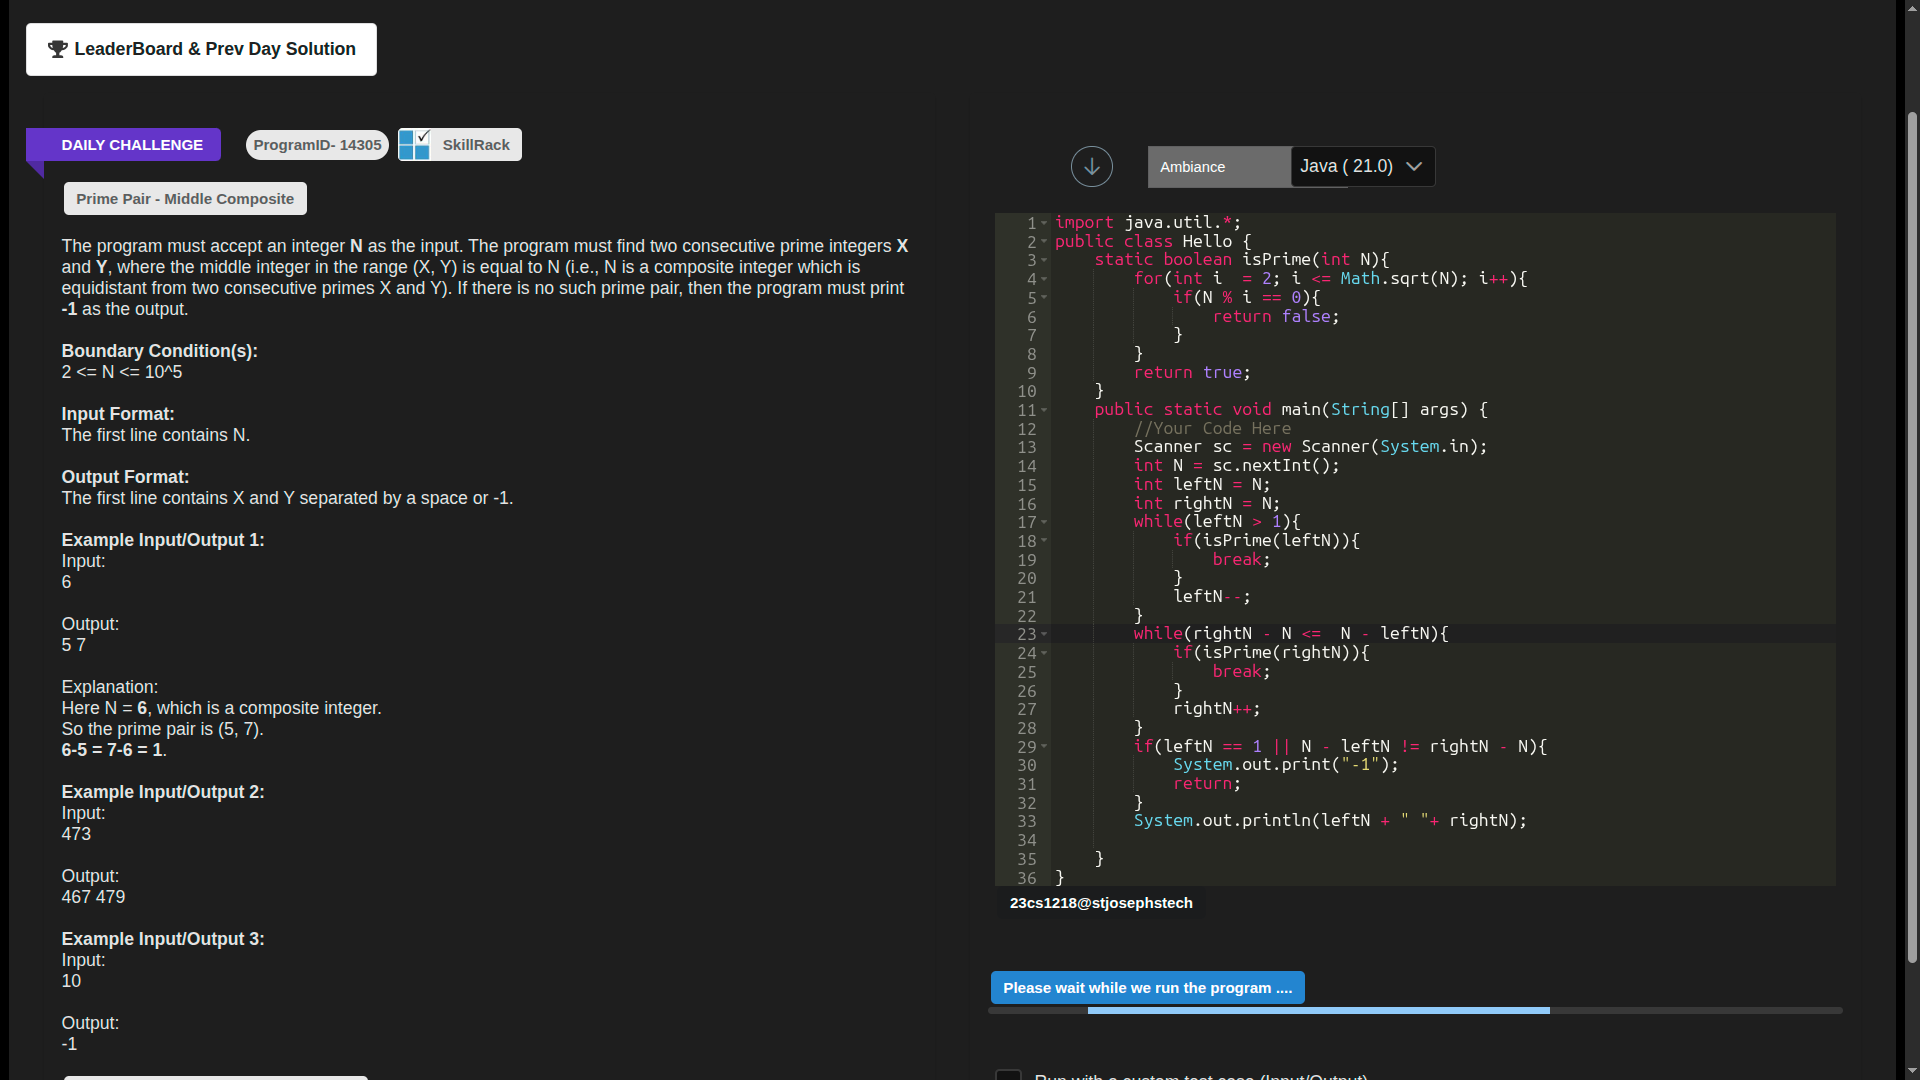 LeaderBoard & Prev Day Solution
DAILY CHALLENGE
ProgramID- 14305
SkillRack
Prime Pair - Middle Composite
The program must accept an integer N as the input. The program must find two consecutive prime integers X
and Y, where the middle integer in the range (X, Y) is equal to N (i.e., N is a composite integer which is
equidistant from two consecutive primes X and Y). If there is no such prime pair, then the program must print
-1 as the output.
Boundary Condition(s):
2 <= N <= 10^5
Input Format:
The first line contains N.
Output Format:
The first line contains X and Y separated by a space or -1.
Example Input/Output 1:
Input:
6
Output:
5 7
Explanation:
Here N = 6, which is a composite integer.
So the prime pair is (5, 7).
6-5 = 7-6 = 1.
Example Input/Output 2:
Input:
473
Output:
467 479
Example Input/Output 3:
Input:
10
Output:
-1
Ambiance
Java ( 21.0)
1 import java.util.*;
2 public class Hello {
3     static boolean isPrime(int N){
4         for(int i  = 2; i <= Math.sqrt(N); i++){
5             if(N % i == 0){
6                 return false;
7             }
8         }
9         return true;
10     }
11     public static void main(String[] args) {
12         //Your Code Here
13         Scanner sc = new Scanner(System.in);
14         int N = sc.nextInt();
15         int leftN = N;
16         int rightN = N;
17         while(leftN > 1){
18             if(isPrime(leftN)){
19                 break;
20             }
21             leftN--;
22         }
23         while(rightN - N <=  N - leftN){
24             if(isPrime(rightN)){
25                 break;
26             }
27             rightN++;
28         }
29         if(leftN == 1 || N - leftN != rightN - N){
30             System.out.print("-1");
31             return;
32         }
33         System.out.println(leftN + " "+ rightN);
34
35     }
36 }
23cs1218@stjosephstech
Please wait while we run the program ....
Run with a custom test case (Input/Output)